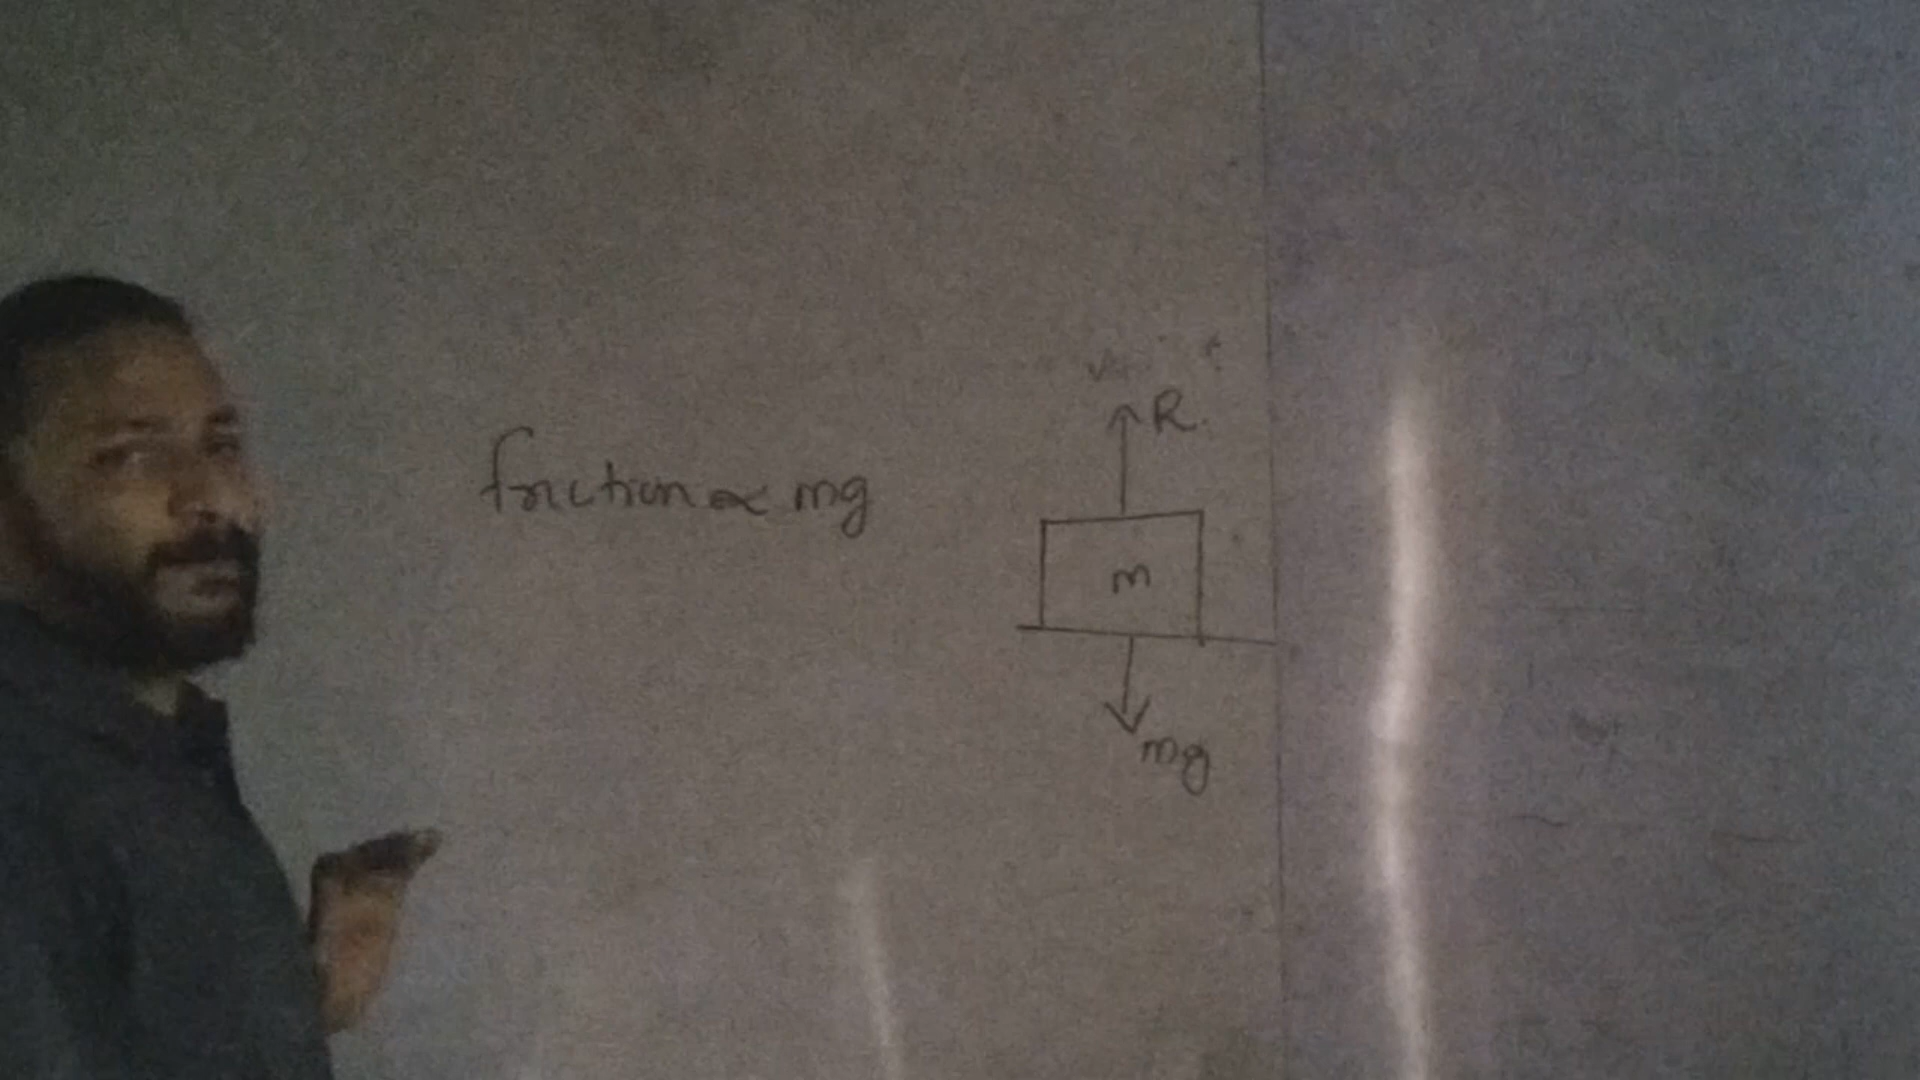 R.
friction ∝ mg
m
mg